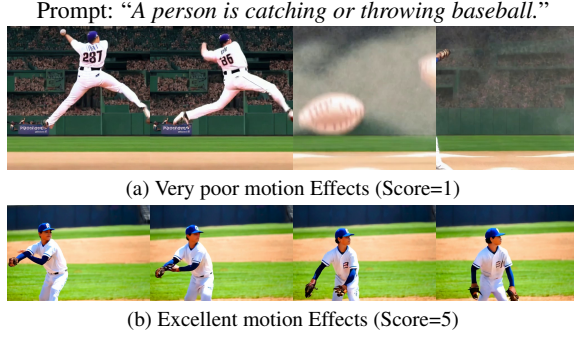 Prompt: “A person is catching or throwing baseball.”
287
86
(a) Very poor motion Effects (Score=1)
(b) Excellent motion Effects (Score=5)